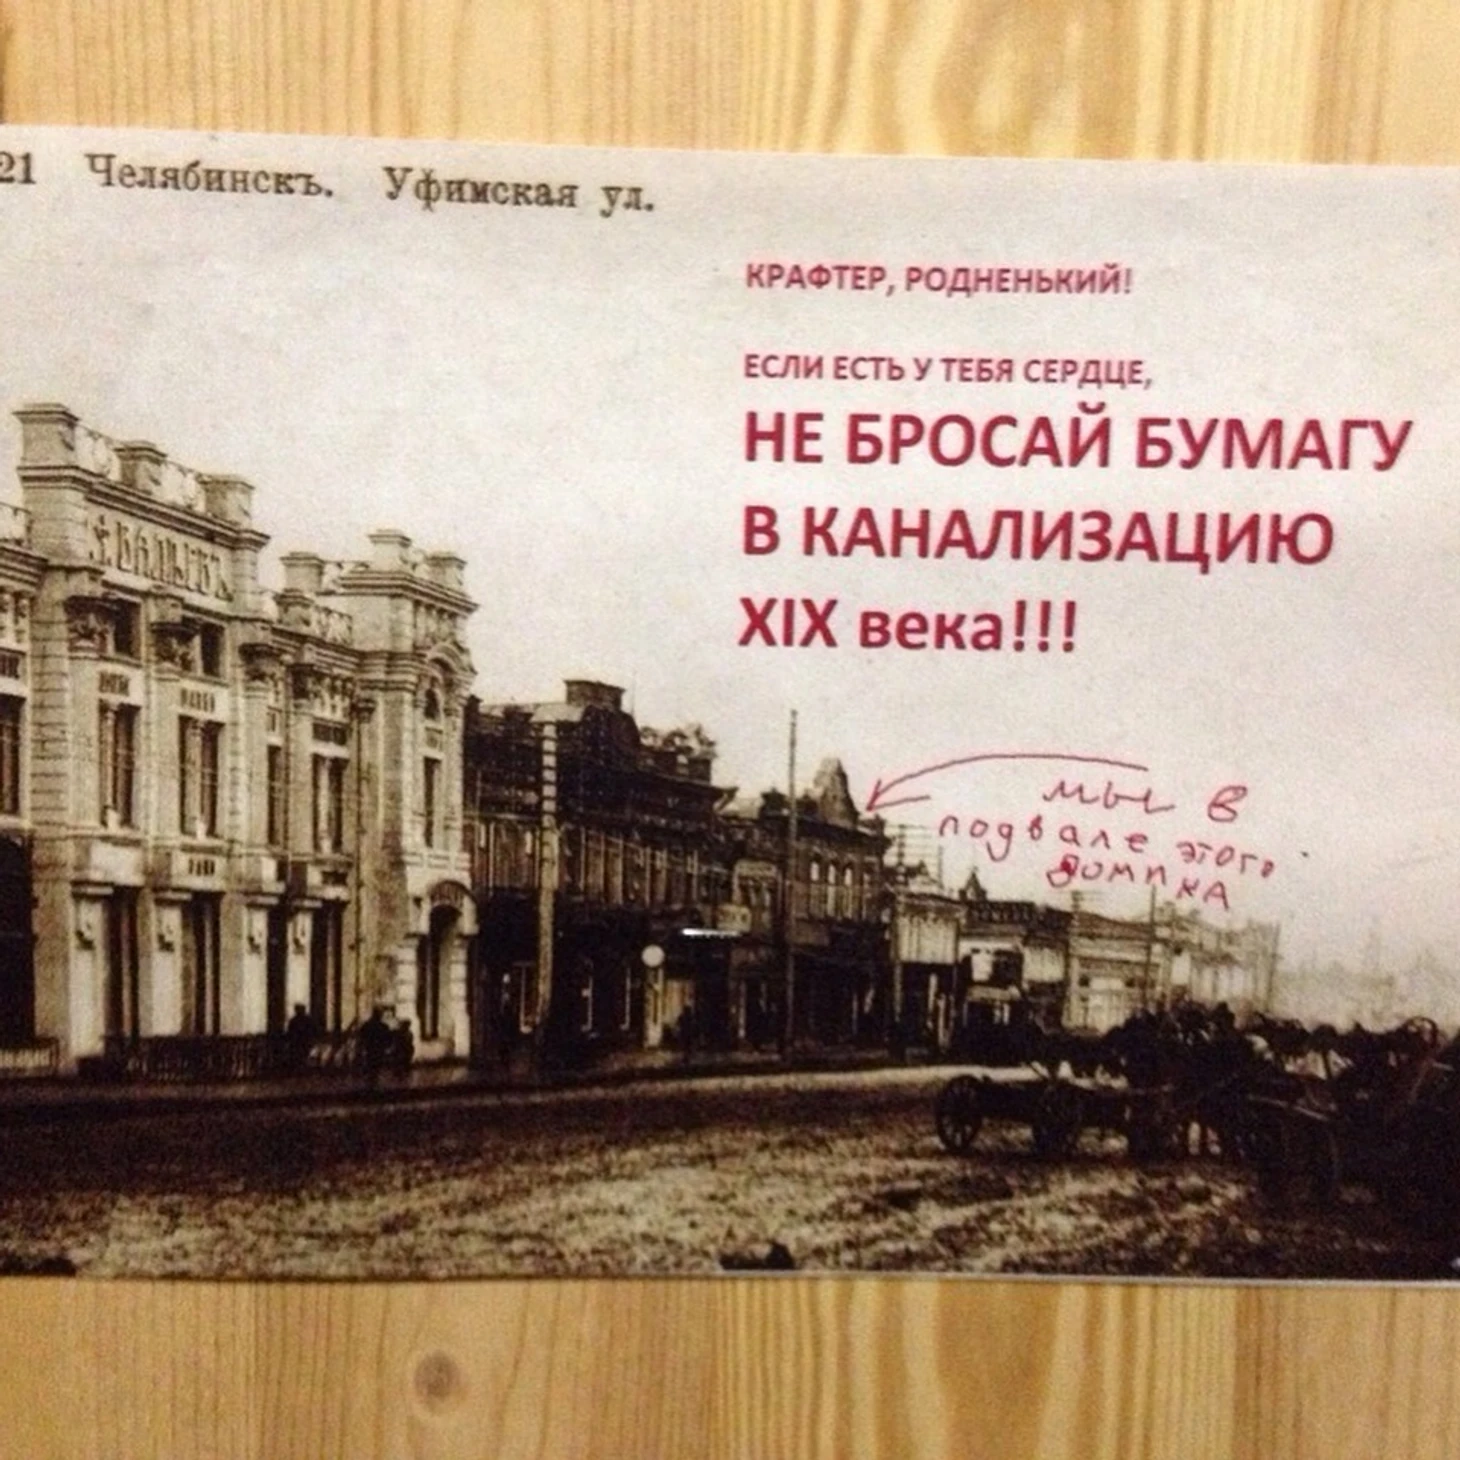 21 Челябинскъ. Уфимская ул.
КРАФТЕР, РОДНЕНЬКИЙ!
ЕСЛИ ЕСТЬ У ТЕБЯ СЕРДЦЕ,
НЕ БРОСАЙ БУМАГУ
В КАНАЛИЗАЦИЮ
XIX века!!!
мы в
подвале этого
домика